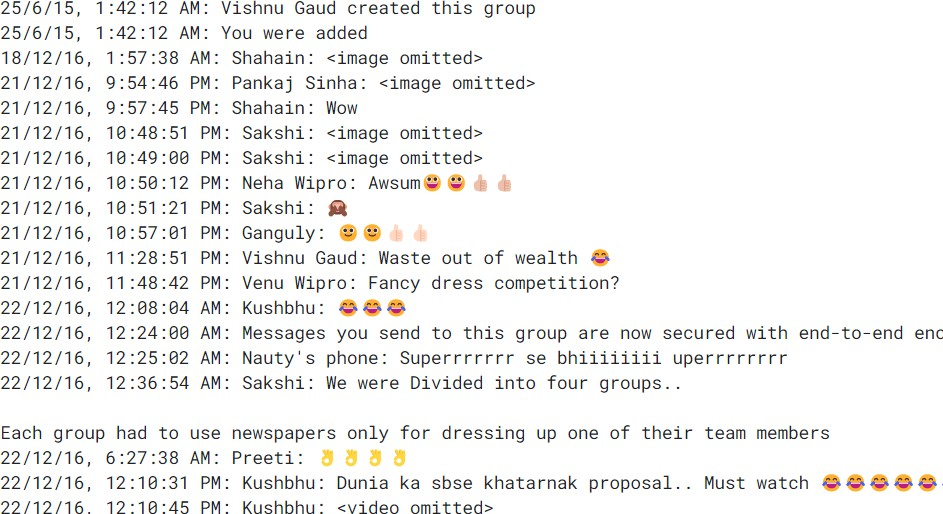 25/6/15, 1:42:12 AM: Vishnu Gaud created this group
25/6/15, 1:42:12 AM: You were added
18/12/16, 1:57:38 AM: Shahain: <image omitted>
21/12/16, 9:54:46 PM: Pankaj Sinha: <image omitted>
21/12/16, 9:57:45 PM: Shahain: Wow
21/12/16, 10:48:51 PM: Sakshi: <image omitted>
21/12/16, 10:49:00 PM: Sakshi: <image omitted>
21/12/16, 10:50:12 PM: Neha Wipro: Awsum😀😀👍🏼👍🏼
21/12/16, 10:51:21 PM: Sakshi: 🙈
21/12/16, 10:57:01 PM: Ganguly: 🙂🙂👍🏻👍🏻
21/12/16, 11:28:51 PM: Vishnu Gaud: Waste out of wealth 😂
21/12/16, 11:48:42 PM: Venu Wipro: Fancy dress competition?
22/12/16, 12:08:04 AM: Kushbhu: 😂😂😂
22/12/16, 12:24:00 AM: Messages you send to this group are now secured with end-to-end enc
22/12/16, 12:25:02 AM: Nauty's phone: Superrrrrrr se bhiiiiiiii uperrrrrrrr
22/12/16, 12:36:54 AM: Sakshi: We were Divided into four groups..
Each group had to use newspapers only for dressing up one of their team members
22/12/16, 6:27:38 AM: Preeti: 👌👌👌👌
22/12/16, 12:10:31 PM: Kushbhu: Dunia ka sbse khatarnak proposal.. Must watch 😂😂😂😂😂
22/12/16, 12:10:45 PM: Kushbhu: <video omitted>